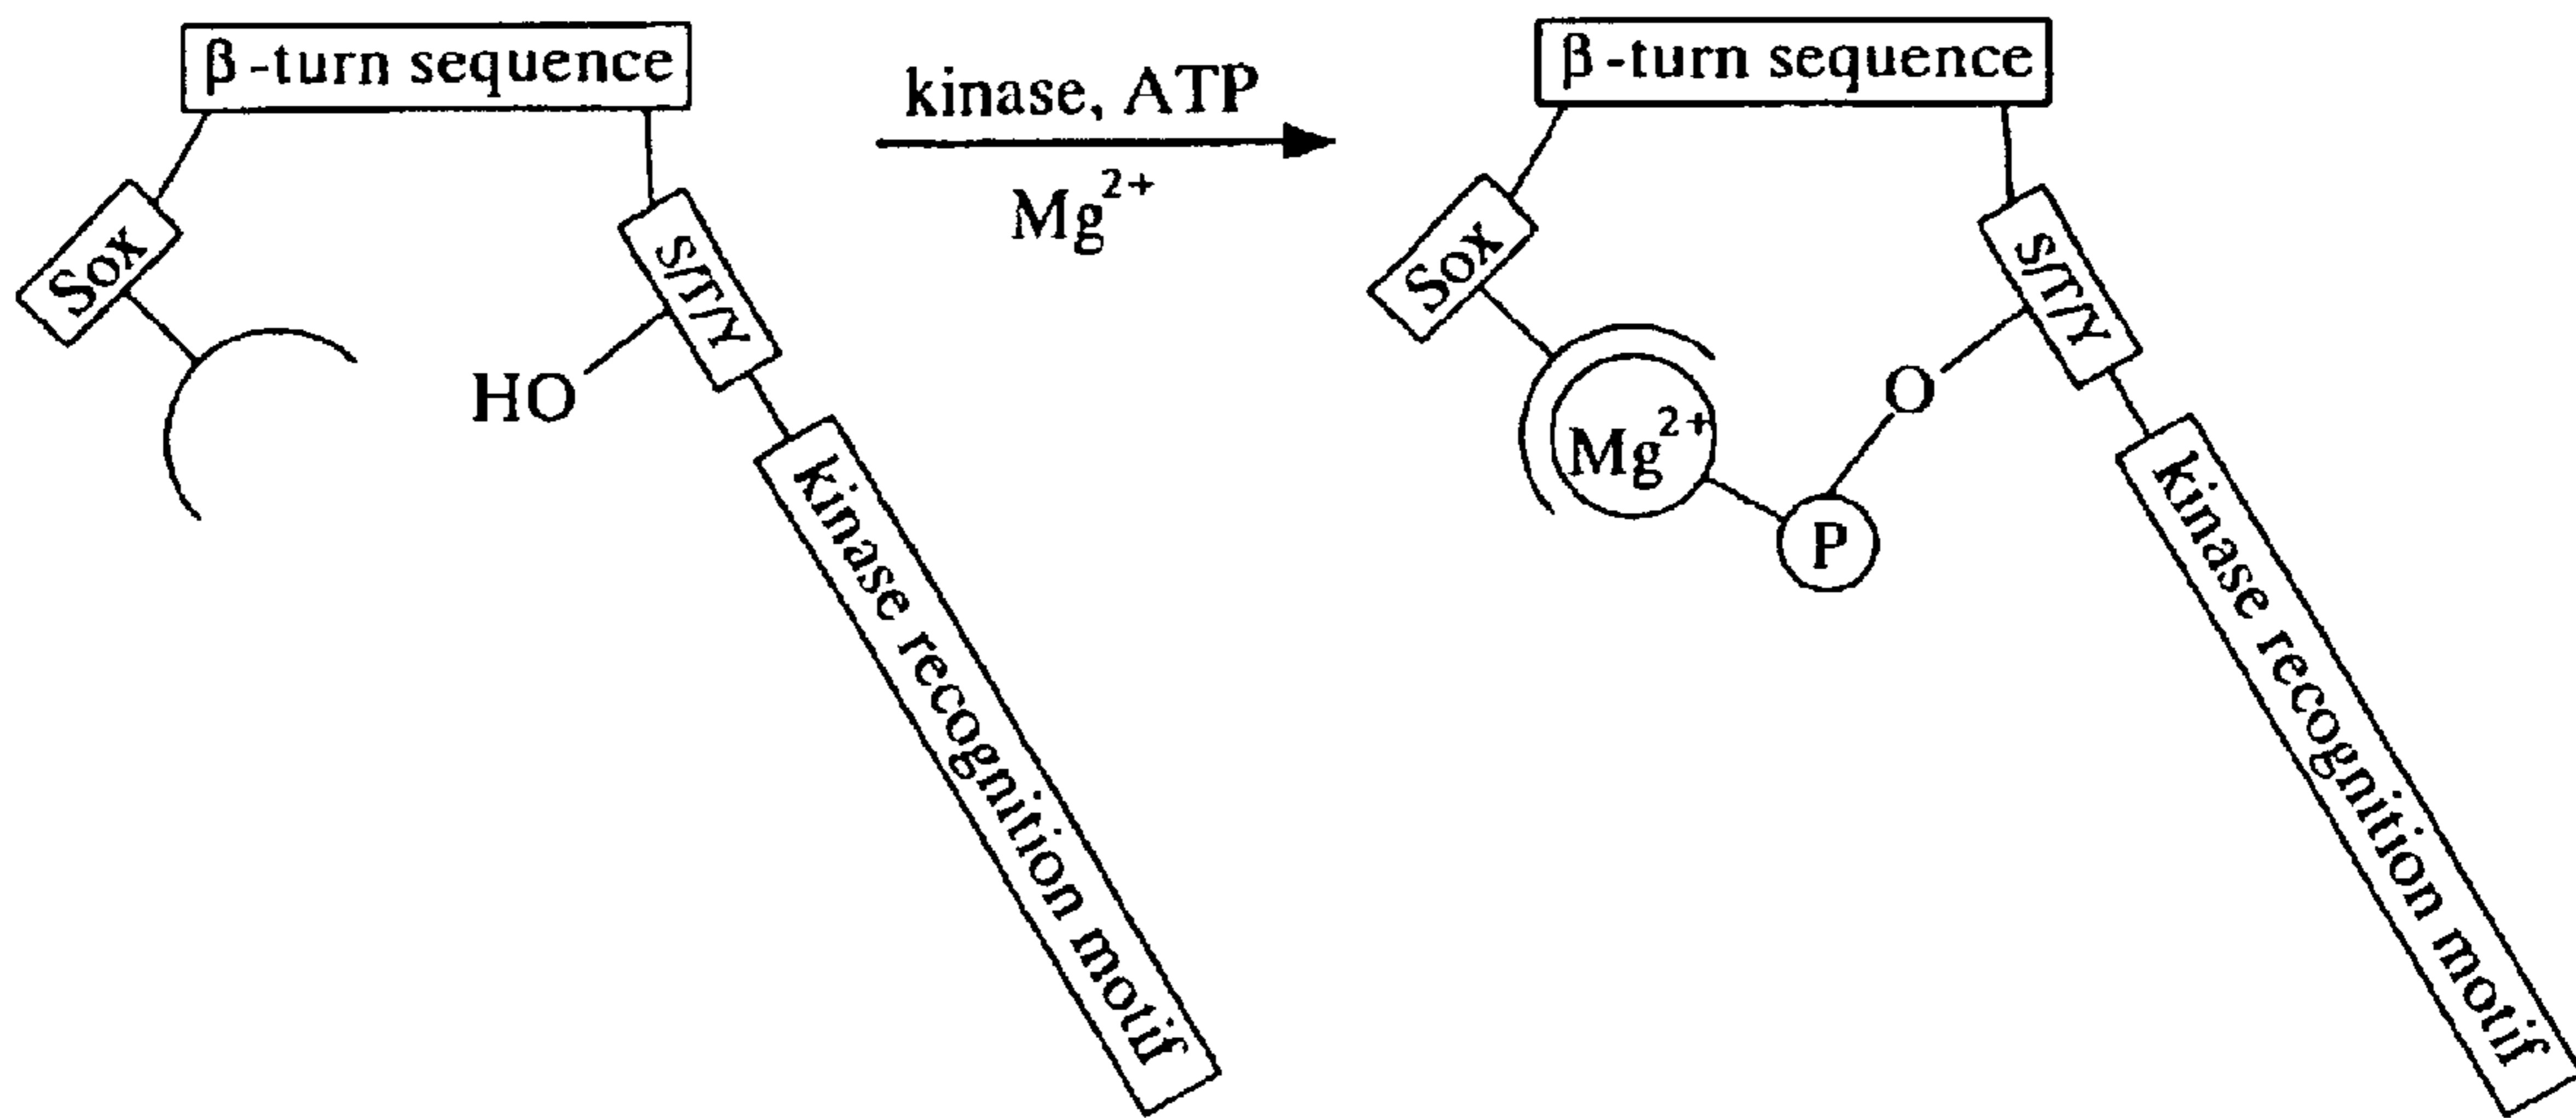 β-turn sequence
Sox
HO
S/T/Y
kinase recognition motif
kinase, ATP
Mg²⁺
β-turn sequence
Sox
Mg²⁺
P
O
S/T/Y
kinase recognition motif